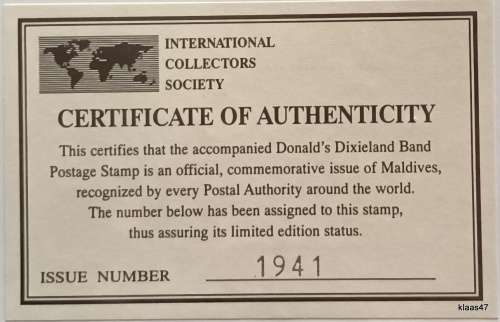 INTERNATIONAL
COLLECTORS
SOCIETY
CERTIFICATE OF AUTHENTICITY
This certifies that the accompanied Donald's Dixieland Band
Postage Stamp is an official, commemorative issue of Maldives,
recognized by every Postal Authority around the world.
The number below has been assigned to this stamp,
thus assuring its limited edition status.
ISSUE NUMBER 1941
klaas47